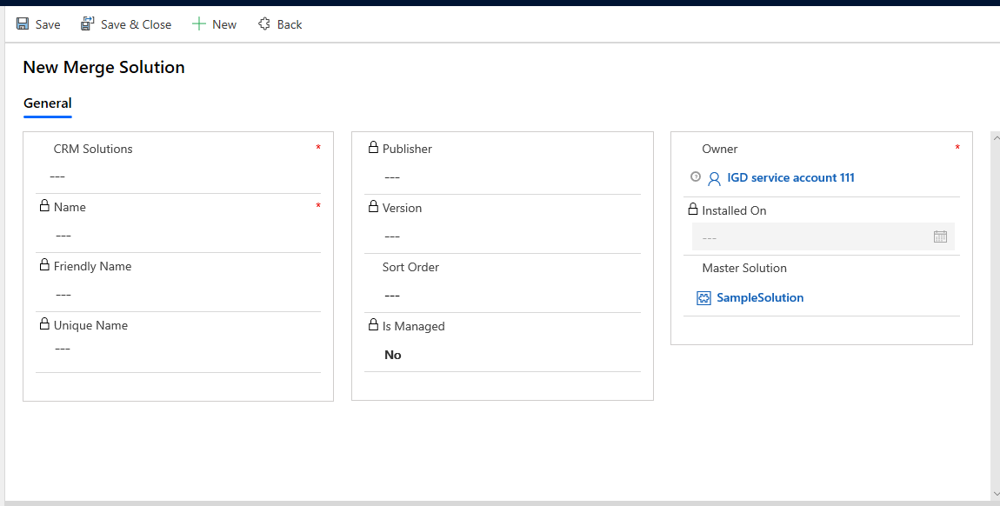 Save
Save & Close
New
Back
New Merge Solution
General
CRM Solutions *
---
Name *
---
Friendly Name
---
Unique Name
---
Publisher
---
Version
---
Sort Order
---
Is Managed
No
Owner *
IGD service account 111
Installed On
---
Master Solution
SampleSolution